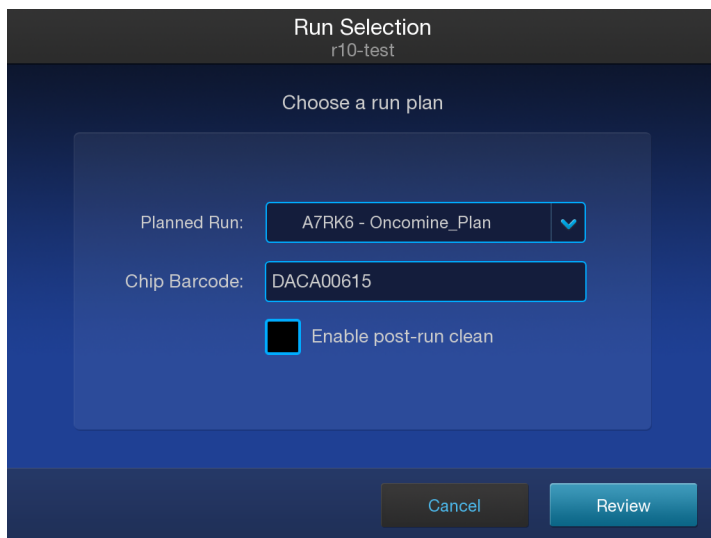 Run Selection
r10-test
Choose a run plan
Planned Run: A7RK6 - Oncomine_Plan
Chip Barcode: DACA00615
Enable post-run clean
Cancel Review